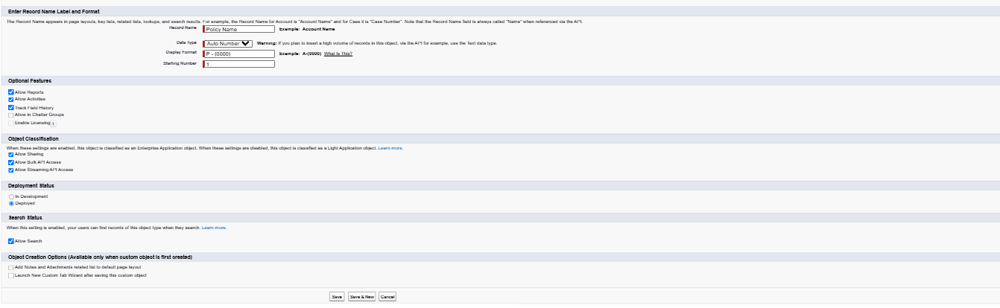 Enter Record Name Label and Format
The Record Name appears in page layouts, key lists, related lists, lookups, and search results. For example, the Record Name for Account is "Account Name" and for Case it is "Case Number". Note that the Record Name field is always called "Name" when referenced via the API.
Record Name Policy Name Example: Account Name
Data Type Auto Number Warning: If you plan to insert a high volume of records in this object, via the API for example, use the Text data type.
Display Format P - {0000} Example: A-{0000} What Is This?
Starting Number 1
Optional Features
Allow Reports
Allow Activities
Track Field History
Allow in Chatter Groups
Enable Licensing i
Object Classification
When these settings are enabled, this object is classified as an Enterprise Application object. When these settings are disabled, this object is classified as a Light Application object. Learn more.
Allow Sharing
Allow Bulk API Access
Allow Streaming API Access
Deployment Status
In Development
Deployed
Search Status
When this setting is enabled, your users can find records of this object type when they search. Learn more.
Allow Search
Object Creation Options (Available only when custom object is first created)
Add Notes and Attachments related list to default page layout
Launch New Custom Tab Wizard after saving this custom object
Save Save & New Cancel